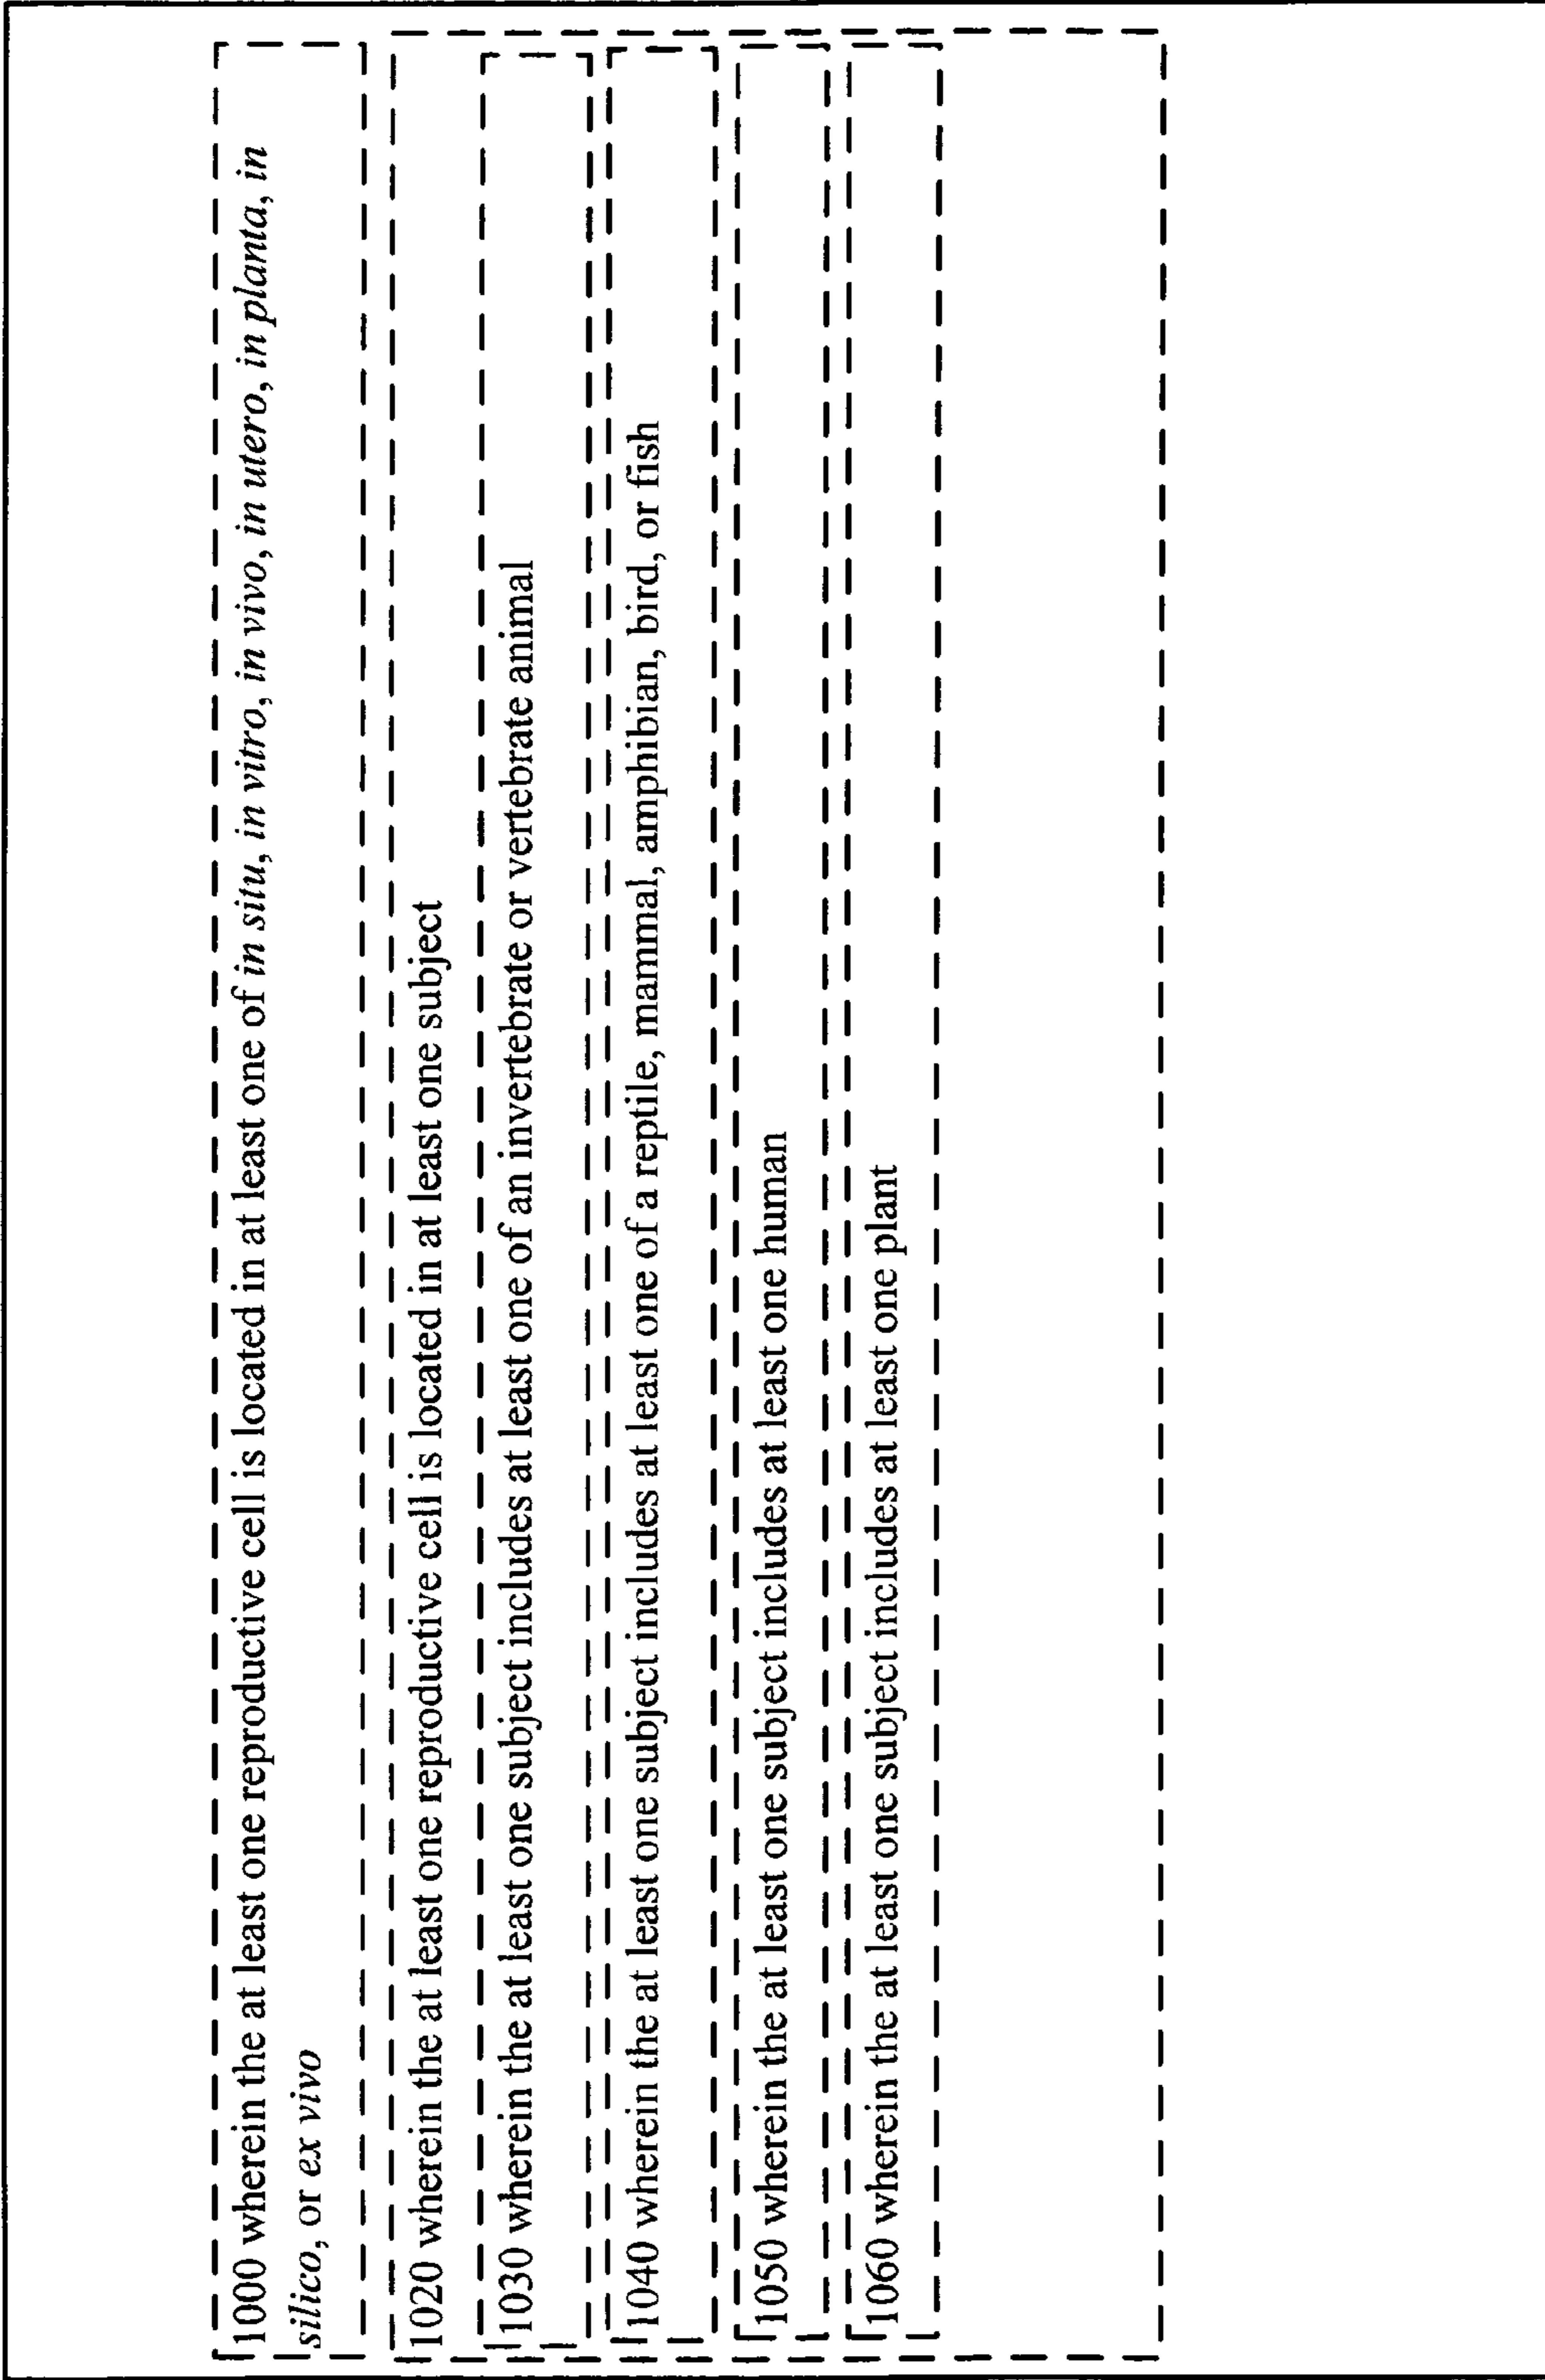 1000 wherein the at least one reproductive cell is located in at least one of in situ, in vitro, in vivo, in utero, in planta, in
silico, or ex vivo
1020 wherein the at least one reproductive cell is located in at least one subject
1030 wherein the at least one subject includes at least one of an invertebrate or vertebrate animal
1040 wherein the at least one subject includes at least one of a reptile, mammal, amphibian, bird, or fish
1050 wherein the at least one subject includes at least one human
1060 wherein the at least one subject includes at least one plant